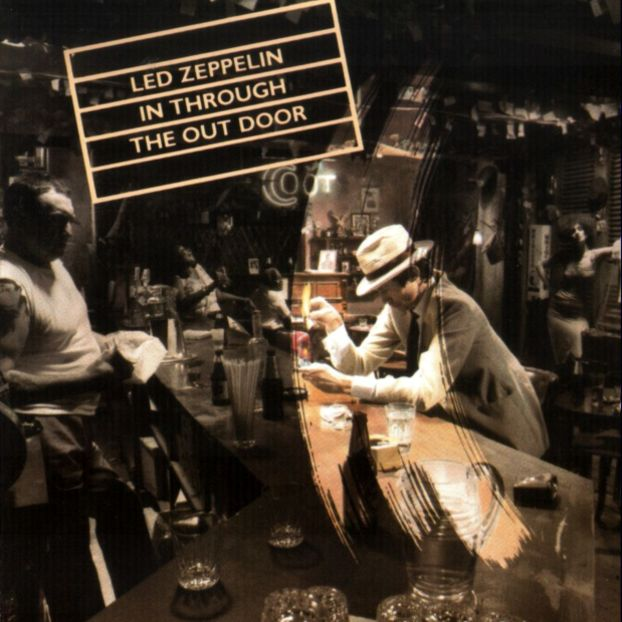 LED ZEPPELIN
IN THROUGH
THE OUT DOOR